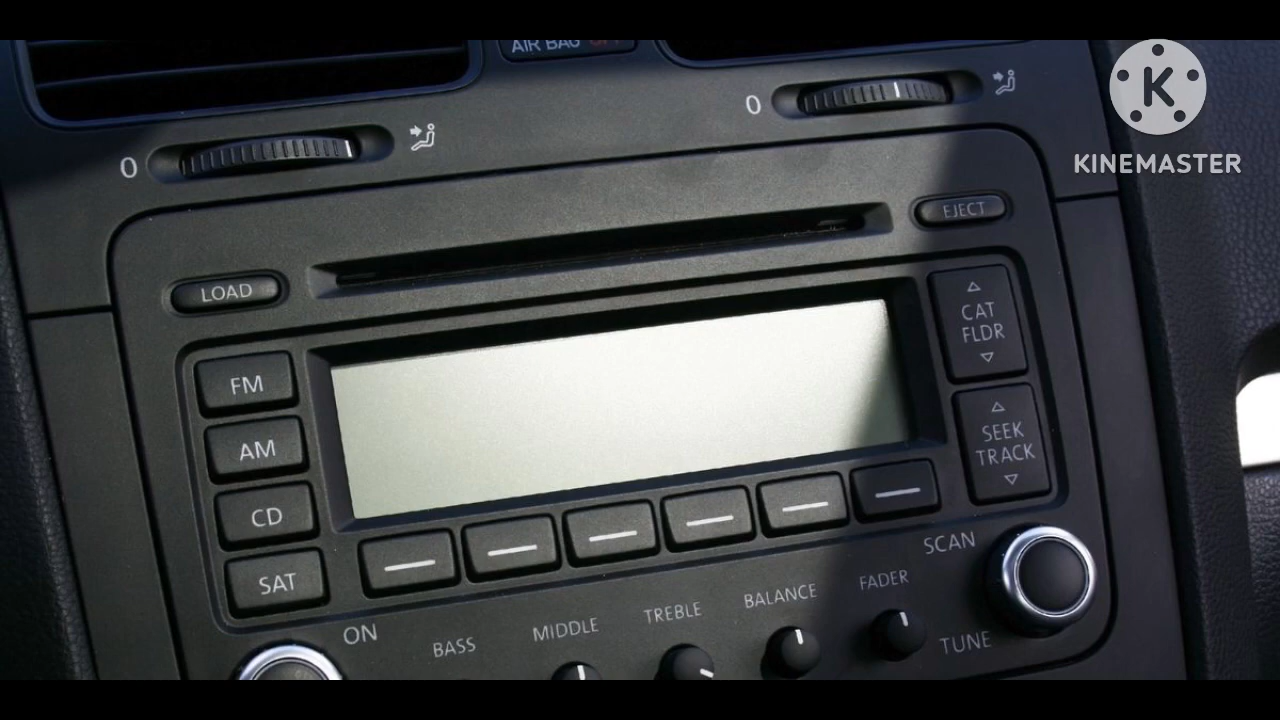 AIR BAG OFF
0
0
K
KINEMASTER
EJECT
LOAD
CAT
FLDR
FM
AM
SEEK
TRACK
CD
SAT
SCAN
ON
BASS
MIDDLE
TREBLE
BALANCE
FADER
TUNE